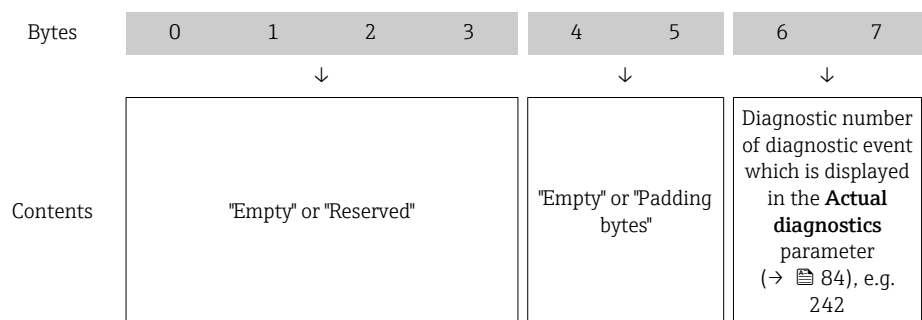 Bytes 0 1 2 3 4 5 6 7
↓ ↓ ↓
Contents
"Empty" or "Reserved"
"Empty" or "Padding
bytes"
Diagnostic number
of diagnostic event
which is displayed
in the Actual
diagnostics
parameter
(→ 84), e.g.
242